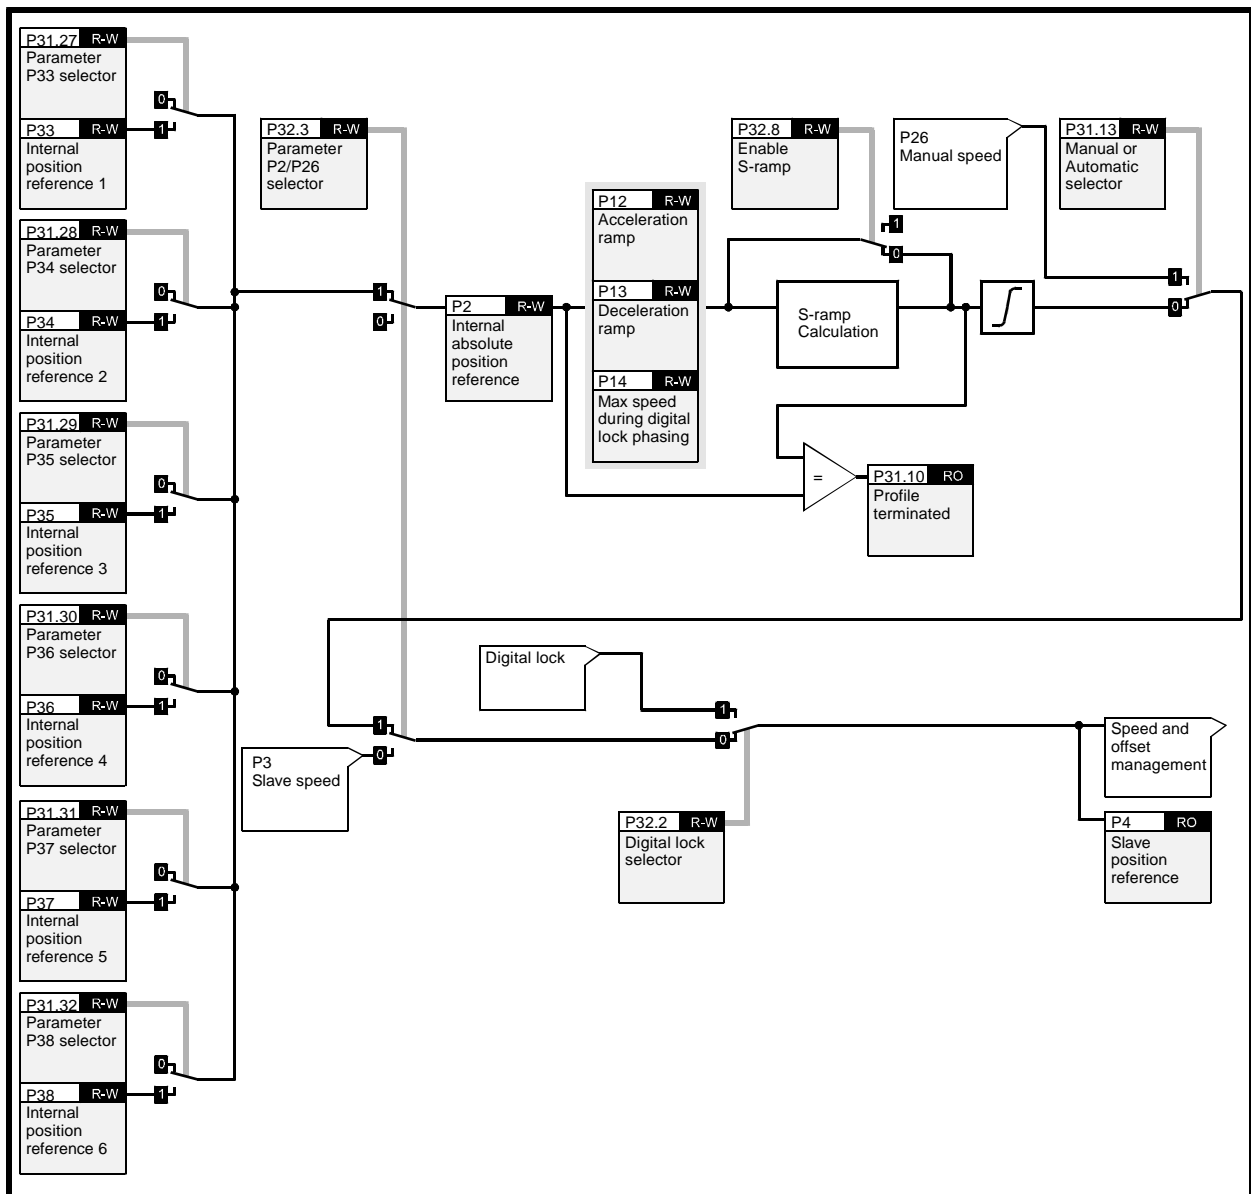 P31.27 R-W
Parameter
P33 selector
0
P33 R-W
1
Internal
position
reference 1
P31.28 R-W
Parameter
P34 selector
0
P34 R-W
1
Internal
position
reference 2
P31.29 R-W
Parameter
P35 selector
0
P35 R-W
1
Internal
position
reference 3
P31.30 R-W
Parameter
P36 selector
0
P36 R-W
1
Internal
position
reference 4
P31.31 R-W
Parameter
P37 selector
0
P37 R-W
1
Internal
position
reference 5
P31.32 R-W
Parameter
P38 selector
0
P38 R-W
1
Internal
position
reference 6
P32.3 R-W
Parameter
P2/P26
selector
1
0
P2 R-W
Internal
absolute
position
reference
P12 R-W
Acceleration
ramp
P13 R-W
Deceleration
ramp
P14 R-W
Max speed
during digital
lock phasing
P32.8 R-W
Enable
S-ramp
1
0
S-ramp
Calculation
P26
Manual speed
P31.13 R-W
Manual or
Automatic
selector
1
0
=
P31.10 RO
Profile
terminated
Digital lock
1
0
P3
Slave speed
1
0
P32.2 R-W
Digital lock
selector
Speed and
offset
management
P4 RO
Slave
position
reference